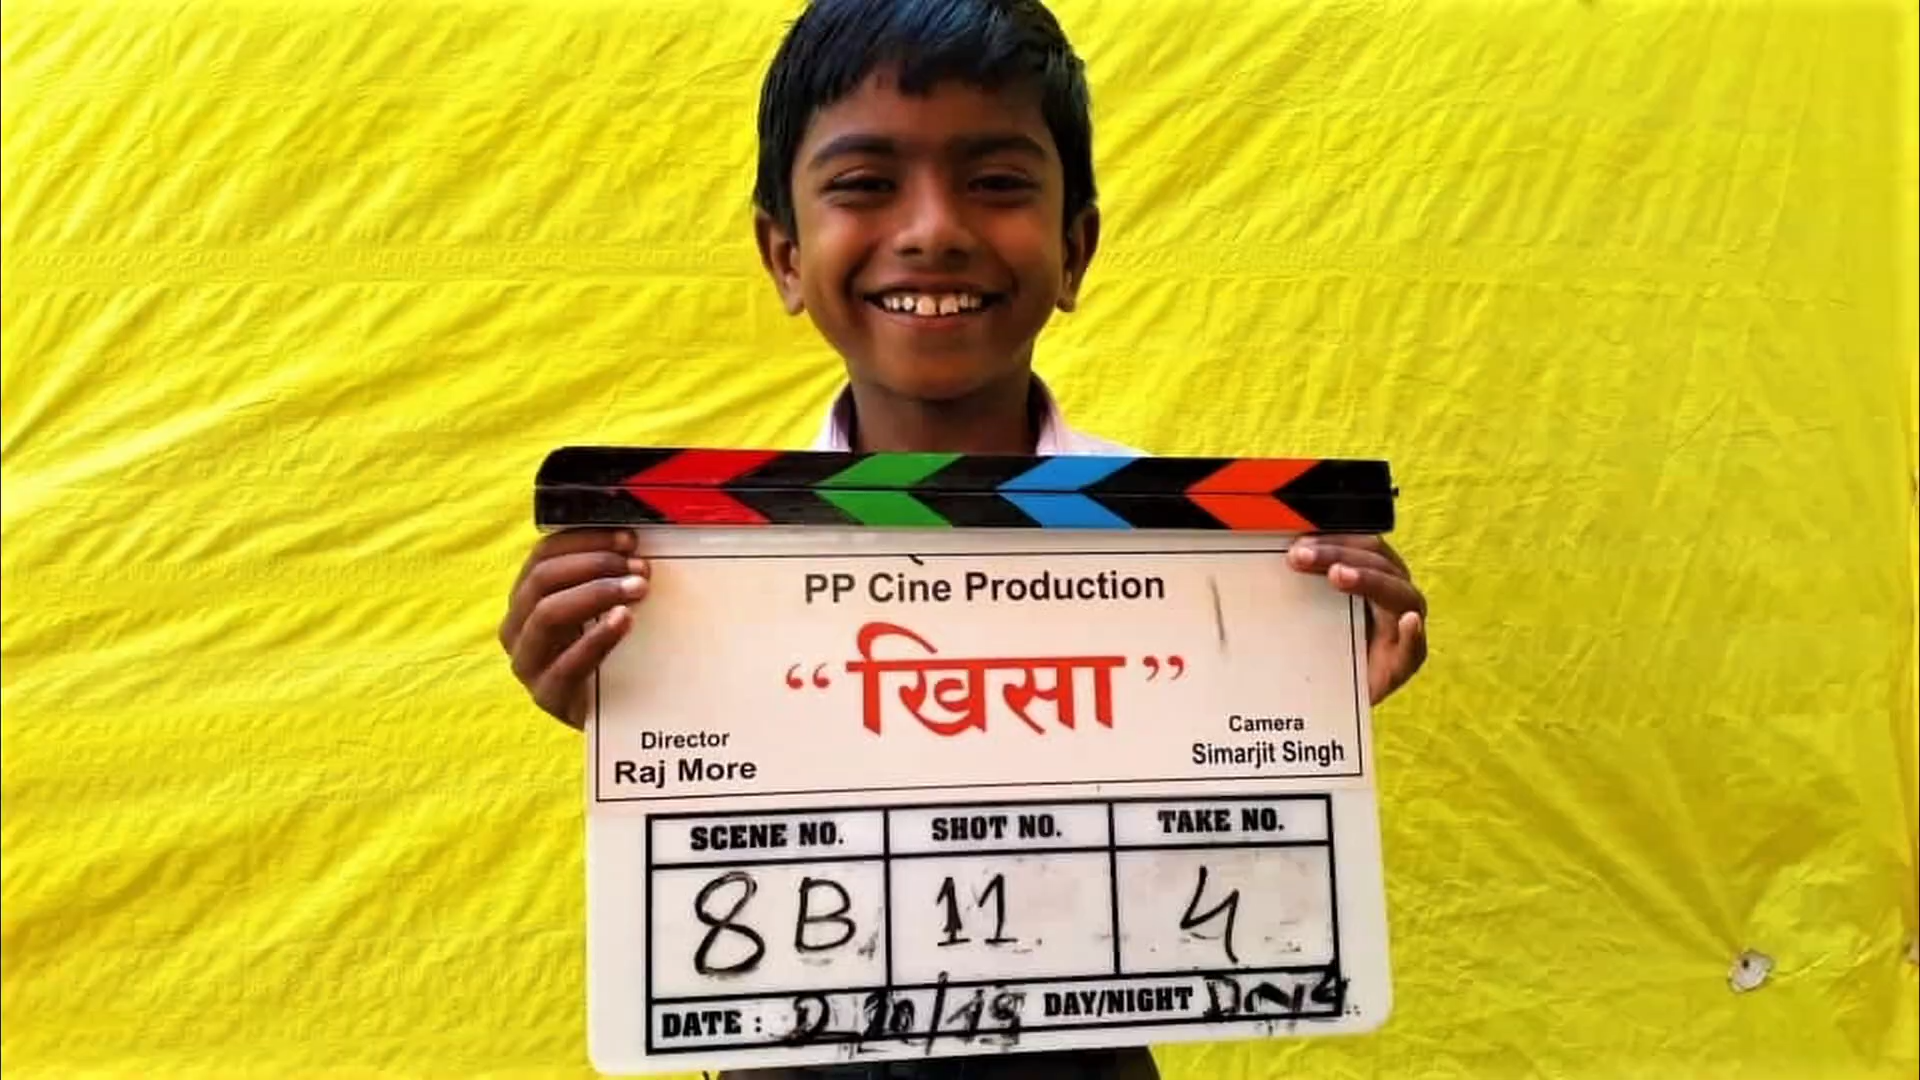 PP Cine Production
“खिसा”
Director
Raj More
Camera
Simarjit Singh
SCENE NO. SHOT NO. TAKE NO.
8 B 11 4
DATE : DAY/NIGHT